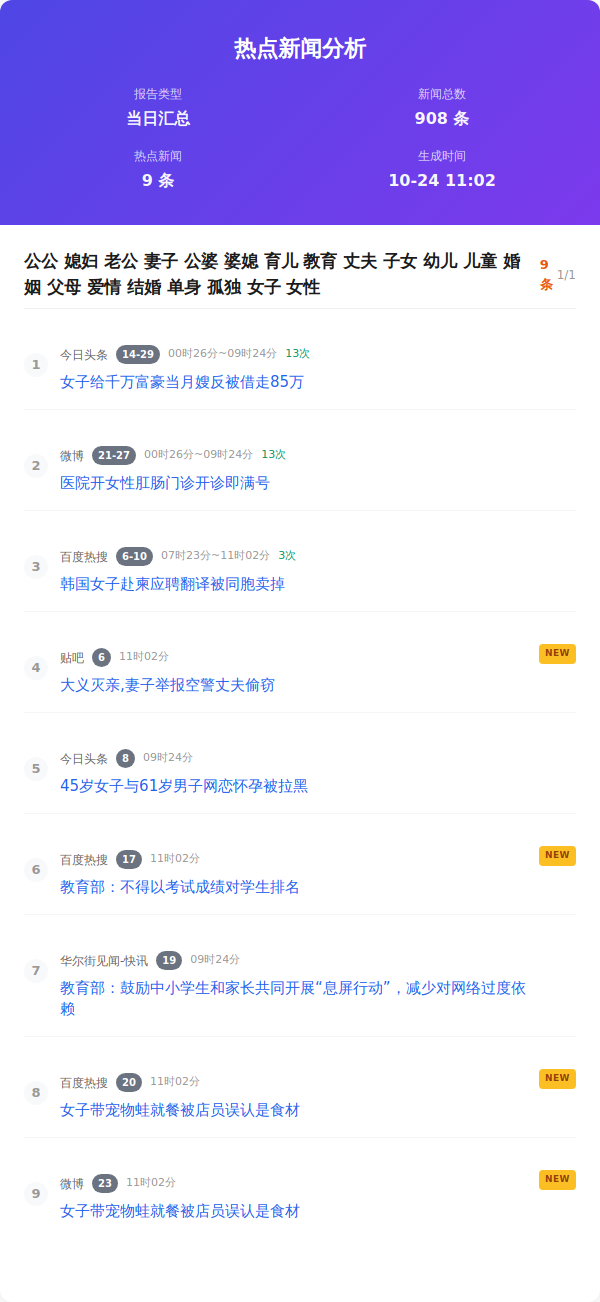 热点新闻分析
报告类型
新闻总数
当日汇总
908 条
热点新闻
生成时间
9 条
10-24 11:02
公公 媳妇 老公 妻子 公婆 婆媳 育儿 教育 丈夫 子女 幼儿 儿童 婚
姻 父母 爱情 结婚 单身 孤独 女子 女性
9
条
1/1
1
今日头条 14-29 00时26分~09时24分 13次
女子给千万富豪当月嫂反被借走85万
2
微博 21-27 00时26分~09时24分 13次
医院开女性肛肠门诊开诊即满号
3
百度热搜 6-10 07时23分~11时02分 3次
韩国女子赴柬应聘翻译被同胞卖掉
4
贴吧 6 11时02分 NEW
大义灭亲,妻子举报空警丈夫偷窃
5
今日头条 8 09时24分
45岁女子与61岁男子网恋怀孕被拉黑
6
百度热搜 17 11时02分 NEW
教育部：不得以考试成绩对学生排名
7
华尔街见闻-快讯 19 09时24分
教育部：鼓励中小学生和家长共同开展“息屏行动”，减少对网络过度依
赖
8
百度热搜 20 11时02分 NEW
女子带宠物蛙就餐被店员误认是食材
9
微博 23 11时02分 NEW
女子带宠物蛙就餐被店员误认是食材